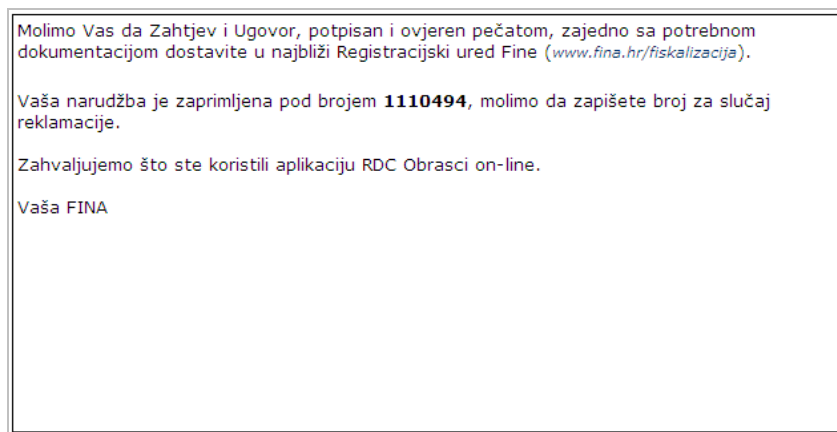 Molimo Vas da Zahtjev i Ugovor, potpisan i ovjeren pečatom, zajedno sa potrebnom
dokumentacijom dostavite u najbliži Registracijski ured Fine (www.fina.hr/fiskalizacija).
Vaša narudžba je zaprimljena pod brojem 1110494, molimo da zapišete broj za slučaj
reklamacije.
Zahvaljujemo što ste koristili aplikaciju RDC Obrasci on-line.
Vaša FINA